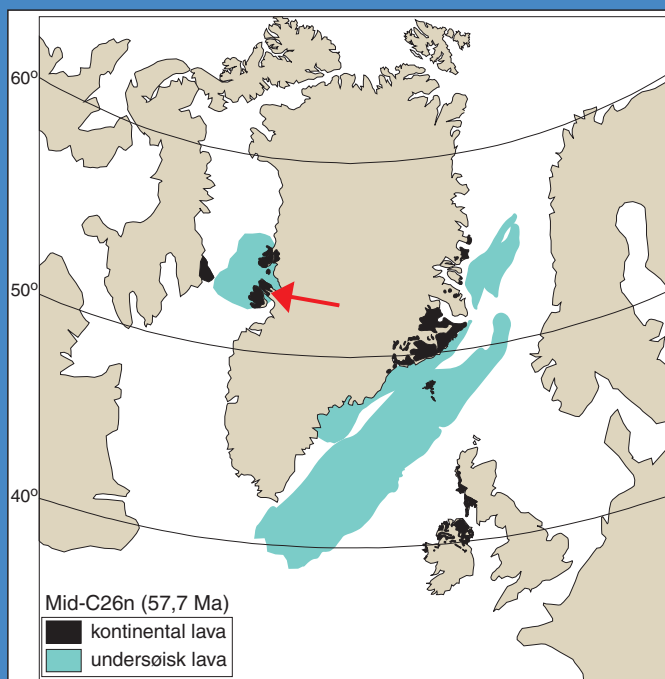 60º
50º
40º
Mid-C26n (57,7 Ma)
kontinental lava
undersøisk lava